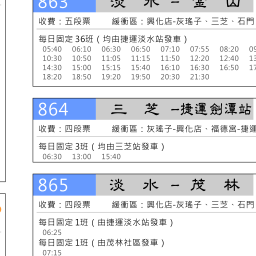 863 淡 水 － 金 山
收費：五段票 緩衝區：興化店-灰瑤子、三芝、石門
每日固定36班（均由捷運淡水站發車）
05:40 06:10 06:30 06:50 07:10 07:55 08:20
10:30 10:50 11:05 11:15 11:50 12:20 12:40
14:30 15:00 15:15 15:40 16:10 16:30 16:50
18:20 18:50 19:20 19:50 20:30 21:30
864 三 芝 －捷運劍潭站
收費：四段票 緩衝區：灰瑤子-興化店、福德宮-捷
每日固定3班（均由三芝站發車）
06:30 13:00 15:40
865 淡 水 － 茂 林
收費：四段票 緩衝區：興化店-灰瑤子、三芝、石門
每日固定1班（由捷運淡水站發車）
06:25
每日固定1班（由茂林社區發車）
07:15